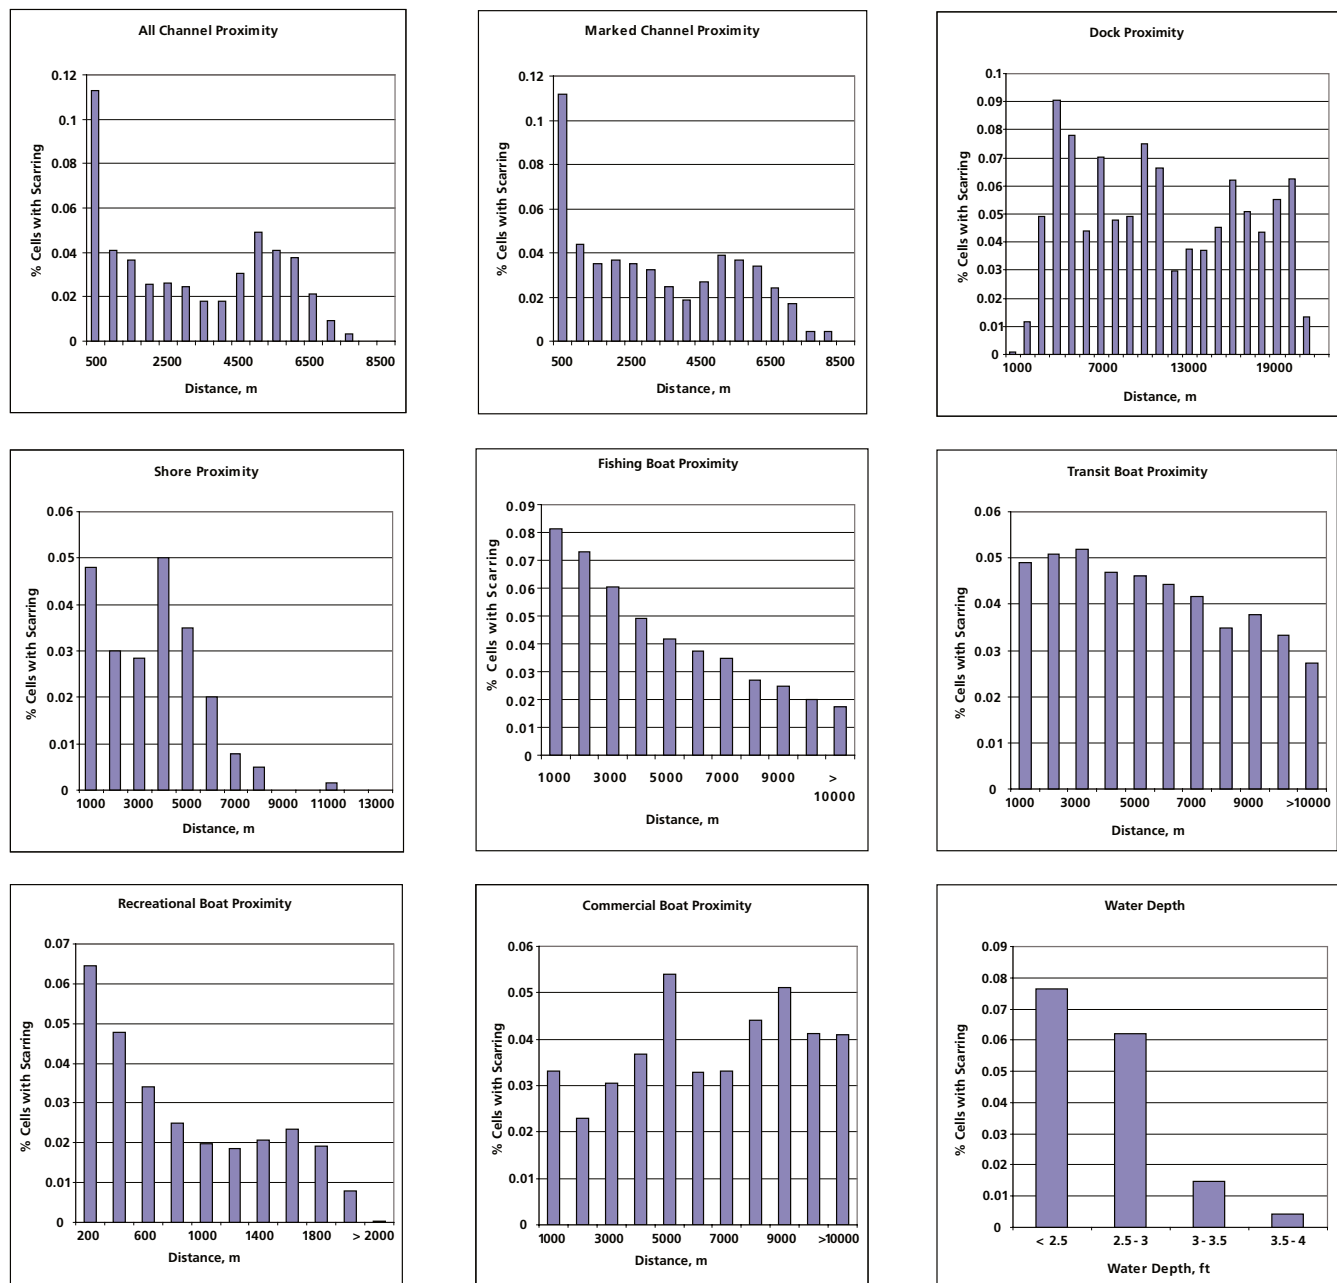 All Channel Proximity
% Cells with Scarring
0.12
0.1
0.08
0.06
0.04
0.02
0
500 2500 4500 6500 8500
Distance, m
Marked Channel Proximity
% Cells with Scarring
0.12
0.1
0.08
0.06
0.04
0.02
0
500 2500 4500 6500 8500
Distance, m
Dock Proximity
% Cells with Scarring
0.1
0.09
0.08
0.07
0.06
0.05
0.04
0.03
0.02
0.01
0
1000 7000 13000 19000
Distance, m
Shore Proximity
% Cells with Scarring
0.06
0.05
0.04
0.03
0.02
0.01
0
1000 3000 5000 7000 9000 11000 13000
Distance, m
Fishing Boat Proximity
% Cells with Scarring
0.09
0.08
0.07
0.06
0.05
0.04
0.03
0.02
0.01
0
1000 3000 5000 7000 9000 >
10000
Distance, m
Transit Boat Proximity
% Cells with Scarring
0.06
0.05
0.04
0.03
0.02
0.01
0
1000 3000 5000 7000 9000 >10000
Distance, m
Recreational Boat Proximity
% Cells with Scarring
0.07
0.06
0.05
0.04
0.03
0.02
0.01
0
200 600 1000 1400 1800 > 2000
Distance, m
Commercial Boat Proximity
% Cells with Scarring
0.06
0.05
0.04
0.03
0.02
0.01
0
1000 3000 5000 7000 9000 >10000
Distance, m
Water Depth
% Cells with Scarring
0.09
0.08
0.07
0.06
0.05
0.04
0.03
0.02
0.01
0
< 2.5 2.5 - 3 3 - 3.5 3.5 - 4
Water Depth, ft